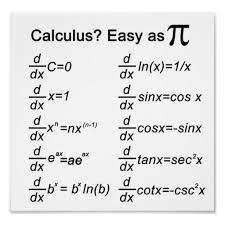 Calculus? Easy as π
d/dx C=0
d/dx x=1
d/dx xⁿ=nx⁽ⁿ⁻¹⁾
d/dx eᵃˣ=aeᵃˣ
d/dx bˣ = bˣ ln(b)
d/dx ln(x)=1/x
d/dx sinx=cos x
d/dx cosx=-sinx
d/dx tanx=sec²x
d/dx cotx=-csc²x